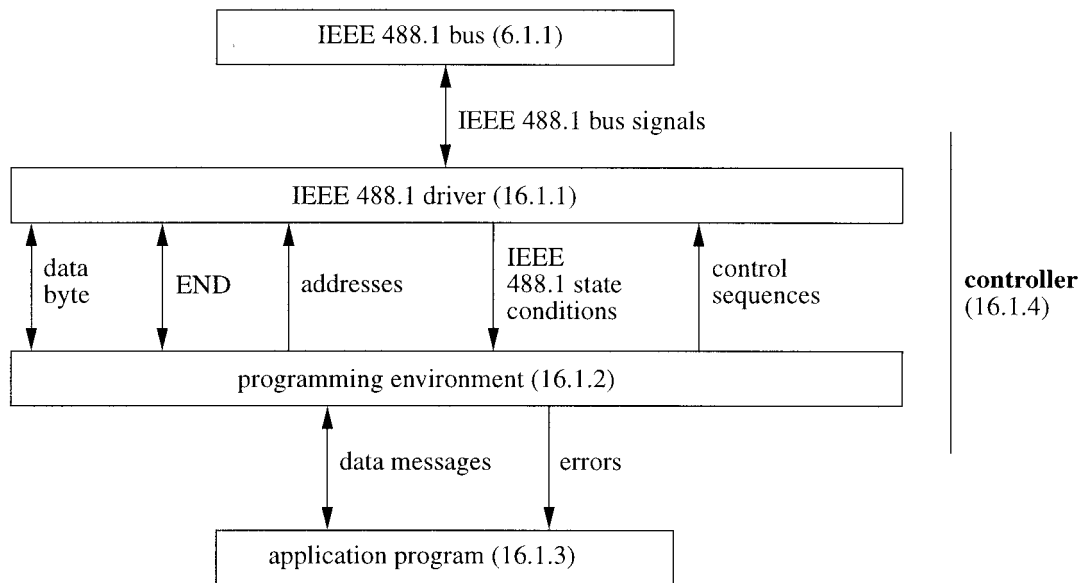 IEEE 488.1 bus (6.1.1)
IEEE 488.1 bus signals
IEEE 488.1 driver (16.1.1)
data
byte
END
addresses
IEEE
488.1 state
conditions
control
sequences
controller
(16.1.4)
programming environment (16.1.2)
data messages
errors
application program (16.1.3)